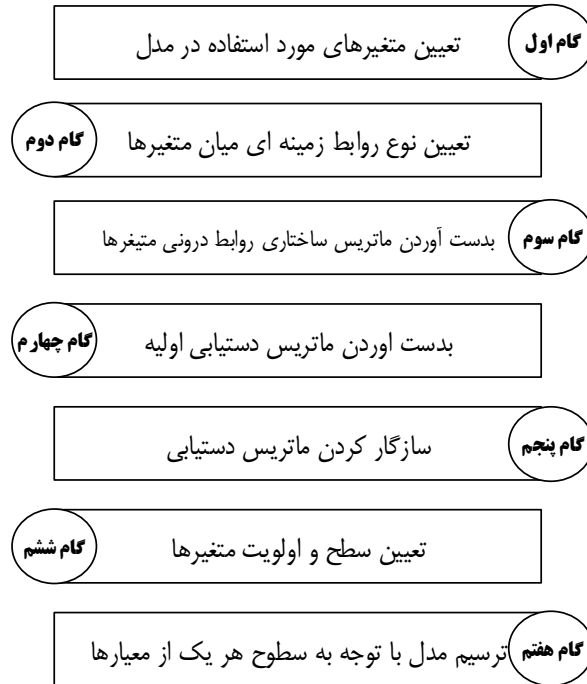 گام اول
تعیین متغیرهای مورد استفاده در مدل
تعیین نوع روابط زمینه ای میان متغیرها
گام دوم
گام سوم
بدست آوردن ماتریس ساختاری روابط درونی متیغرها
بدست اوردن ماتریس دستیابی اولیه
گام چهارم
گام پنجم
سازگار کردن ماتریس دستیابی
تعیین سطح و اولویت متغیرها
گام ششم
گام هفتم
ترسیم مدل با توجه به سطوح هر یک از معیارها